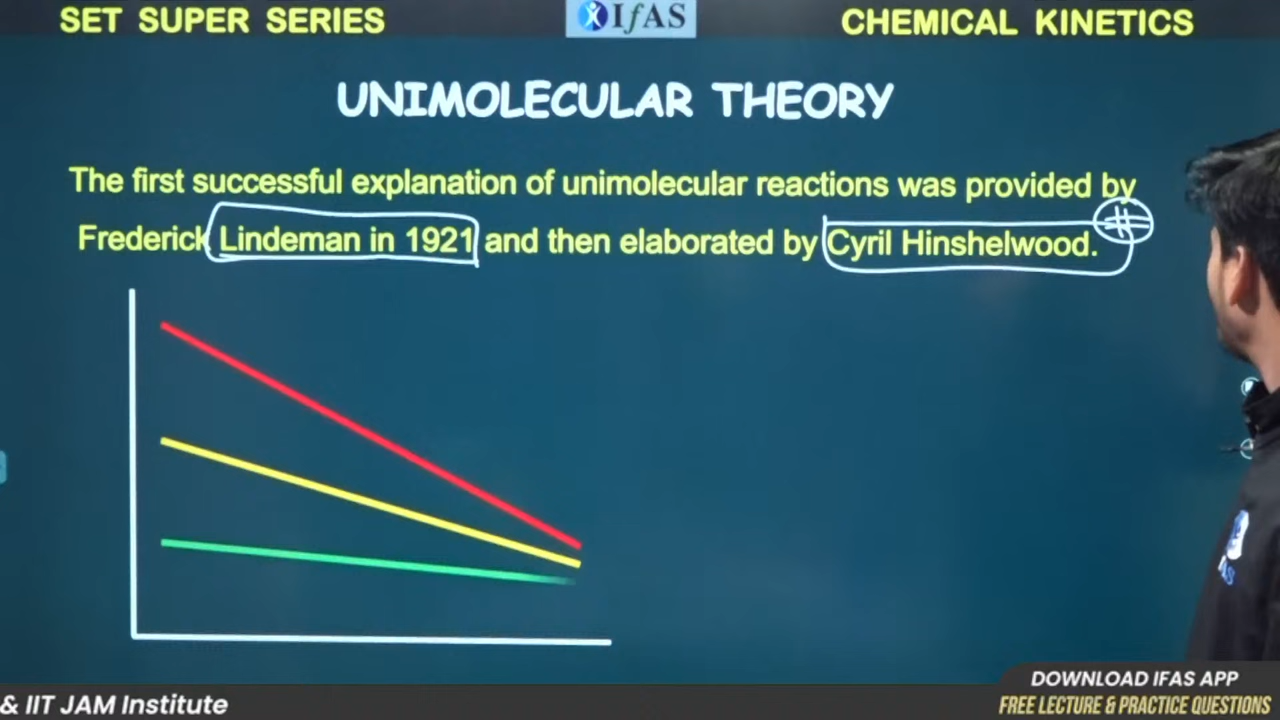 SET SUPER SERIES
IfAS
CHEMICAL KINETICS
UNIMOLECULAR THEORY
The first successful explanation of unimolecular reactions was provided by
Frederick Lindeman in 1921 and then elaborated by Cyril Hinshelwood.
DOWNLOAD IFAS APP
& IIT JAM Institute
FREE LECTURE & PRACTICE QUESTIONS